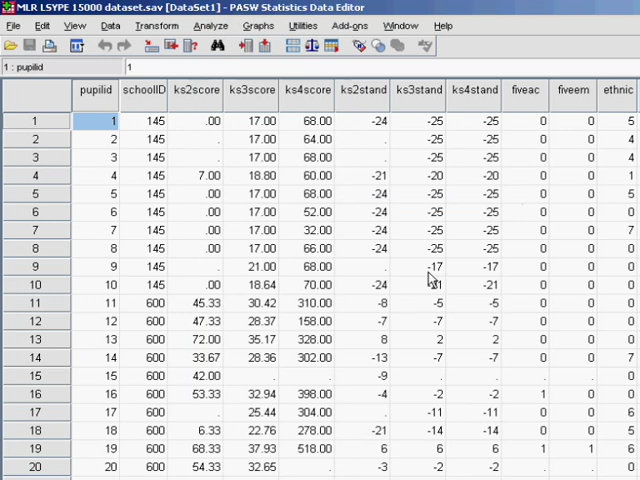 MLR LSYPE 15000 dataset.sav [DataSet1] - PASW Statistics Data Editor
File Edit View Data Transform Analyze Graphs Utilities Add-ons Window Help
1 : pupilid 1
pupilid schoolID ks2score ks3score ks4score ks2stand ks3stand ks4stand fiveac fiveem ethnic
1 1 145 .00 17.00 68.00 -24 -25 -25 0 0 5
2 2 145 . 17.00 64.00 . -25 -25 0 0 4
3 3 145 . 17.00 68.00 . -25 -25 0 0 4
4 4 145 7.00 18.80 60.00 -21 -20 -20 0 0 1
5 5 145 .00 17.00 68.00 -24 -25 -25 0 0 5
6 6 145 .00 17.00 52.00 -24 -25 -25 0 0 0
7 7 145 .00 17.00 32.00 -24 -25 -25 0 0 7
8 8 145 .00 17.00 66.00 -24 -25 -25 0 0 0
9 9 145 . 21.00 68.00 . -17 -17 0 0 0
10 10 145 .00 18.64 70.00 -24 -21 0 0 0
11 11 600 45.33 30.42 310.00 -8 -5 -5 0 0 0
12 12 600 47.33 28.37 158.00 -7 -7 -7 0 0 0
13 13 600 72.00 35.17 328.00 8 2 2 0 0 0
14 14 600 33.67 28.36 302.00 -13 -7 -7 0 0 7
15 15 600 42.00 . . -9 . . . . 0
16 16 600 53.33 32.94 398.00 -4 -2 -2 1 0 0
17 17 600 . 25.44 304.00 . -11 -11 0 0 0
18 18 600 6.33 22.76 278.00 -21 -14 -14 0 0 5
19 19 600 68.33 37.93 518.00 6 6 6 1 1 6
20 20 600 54.33 32.65 . -3 -2 -2 . . 0